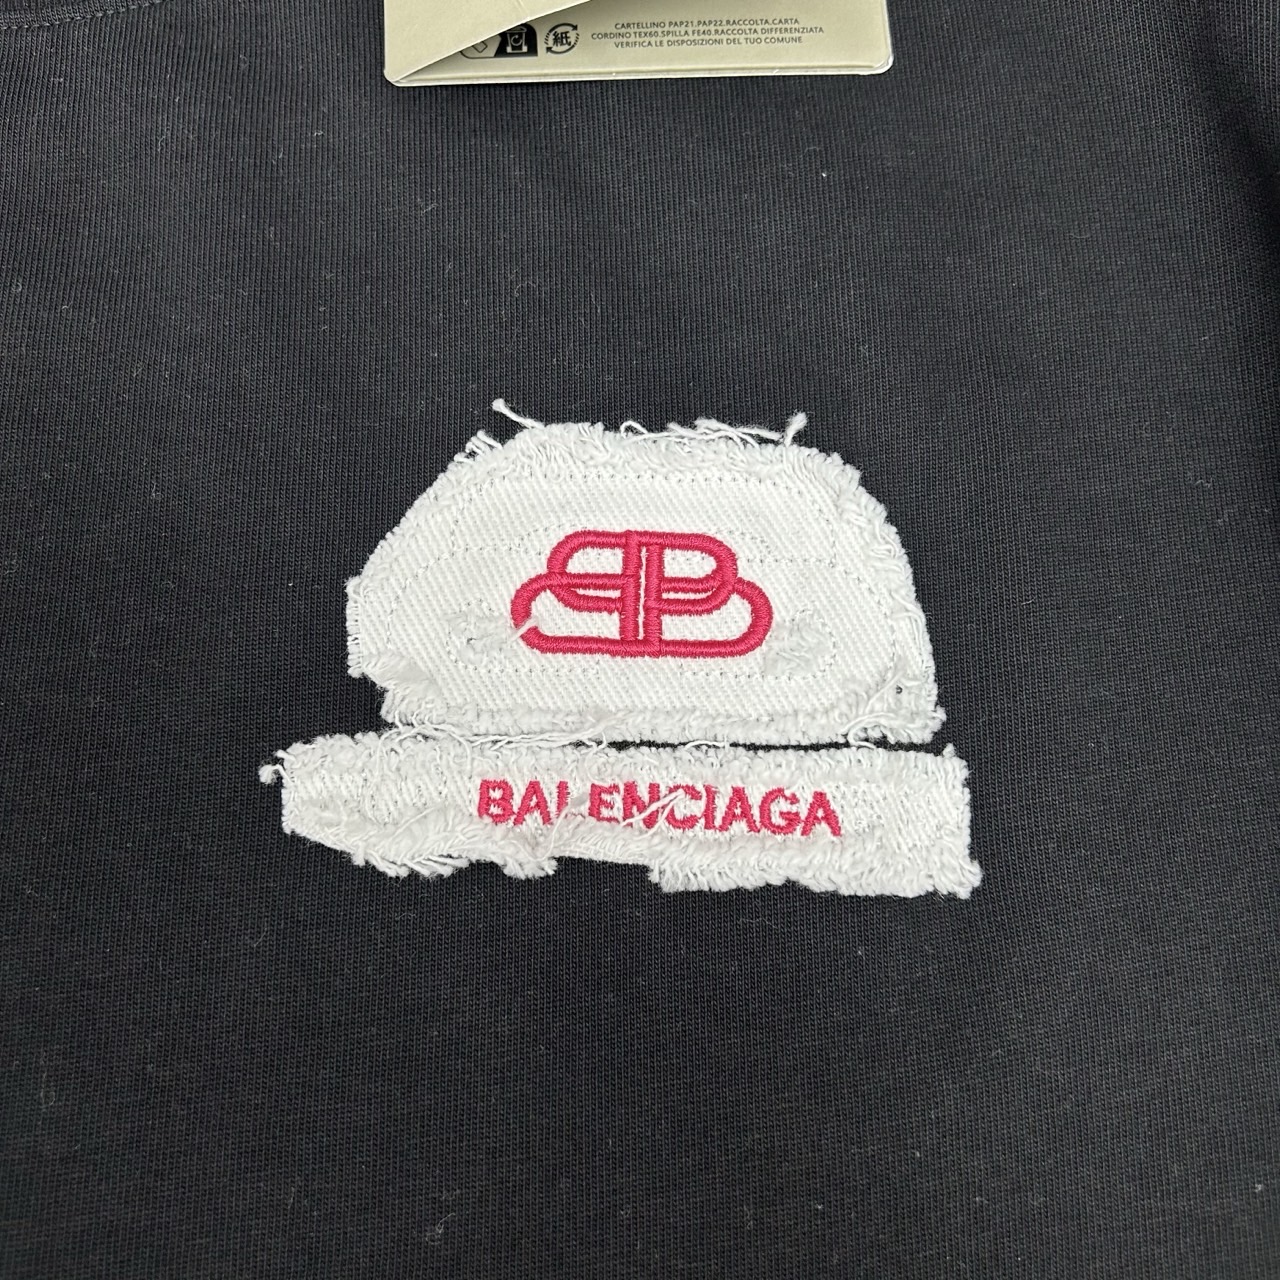 CARTELLINO PAP21.PAP22.RACCOLTA.CARTA
CORDINO TEX60.SPILLA FE40.RACCOLTA DIFFERENZIATA
VERIFICA LE DISPOSIZIONI DEL TUO COMUNE
紙
BB
BALENCIAGA